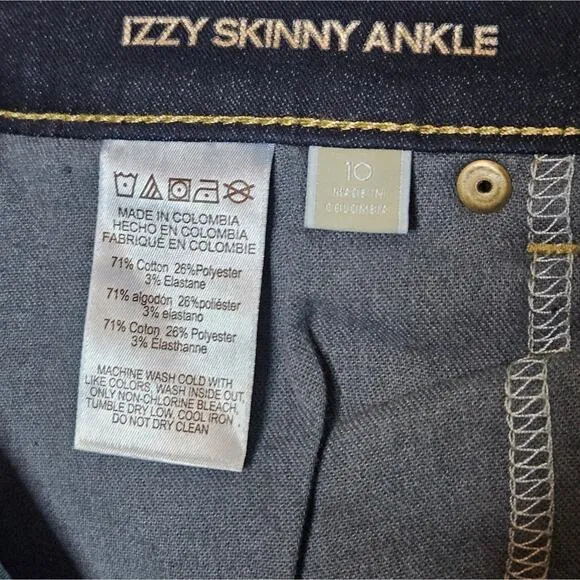 IZZY SKINNY ANKLE
MADE IN COLOMBIA
HECHO EN COLOMBIA
FABRIQUÉ EN COLOMBIE
71% Cotton 26%Polyester
3% Elastane
71% algodón 26%poliéster
3% elastano
71% Coton 26% Polyester
3% Elasthanne
MACHINE WASH COLD WITH
LIKE COLORS, WASH INSIDE OUT,
ONLY NON-CHLORINE BLEACH,
TUMBLE DRY LOW, COOL IRON
DO NOT DRY CLEAN
10
MADE IN
COLOMBIA